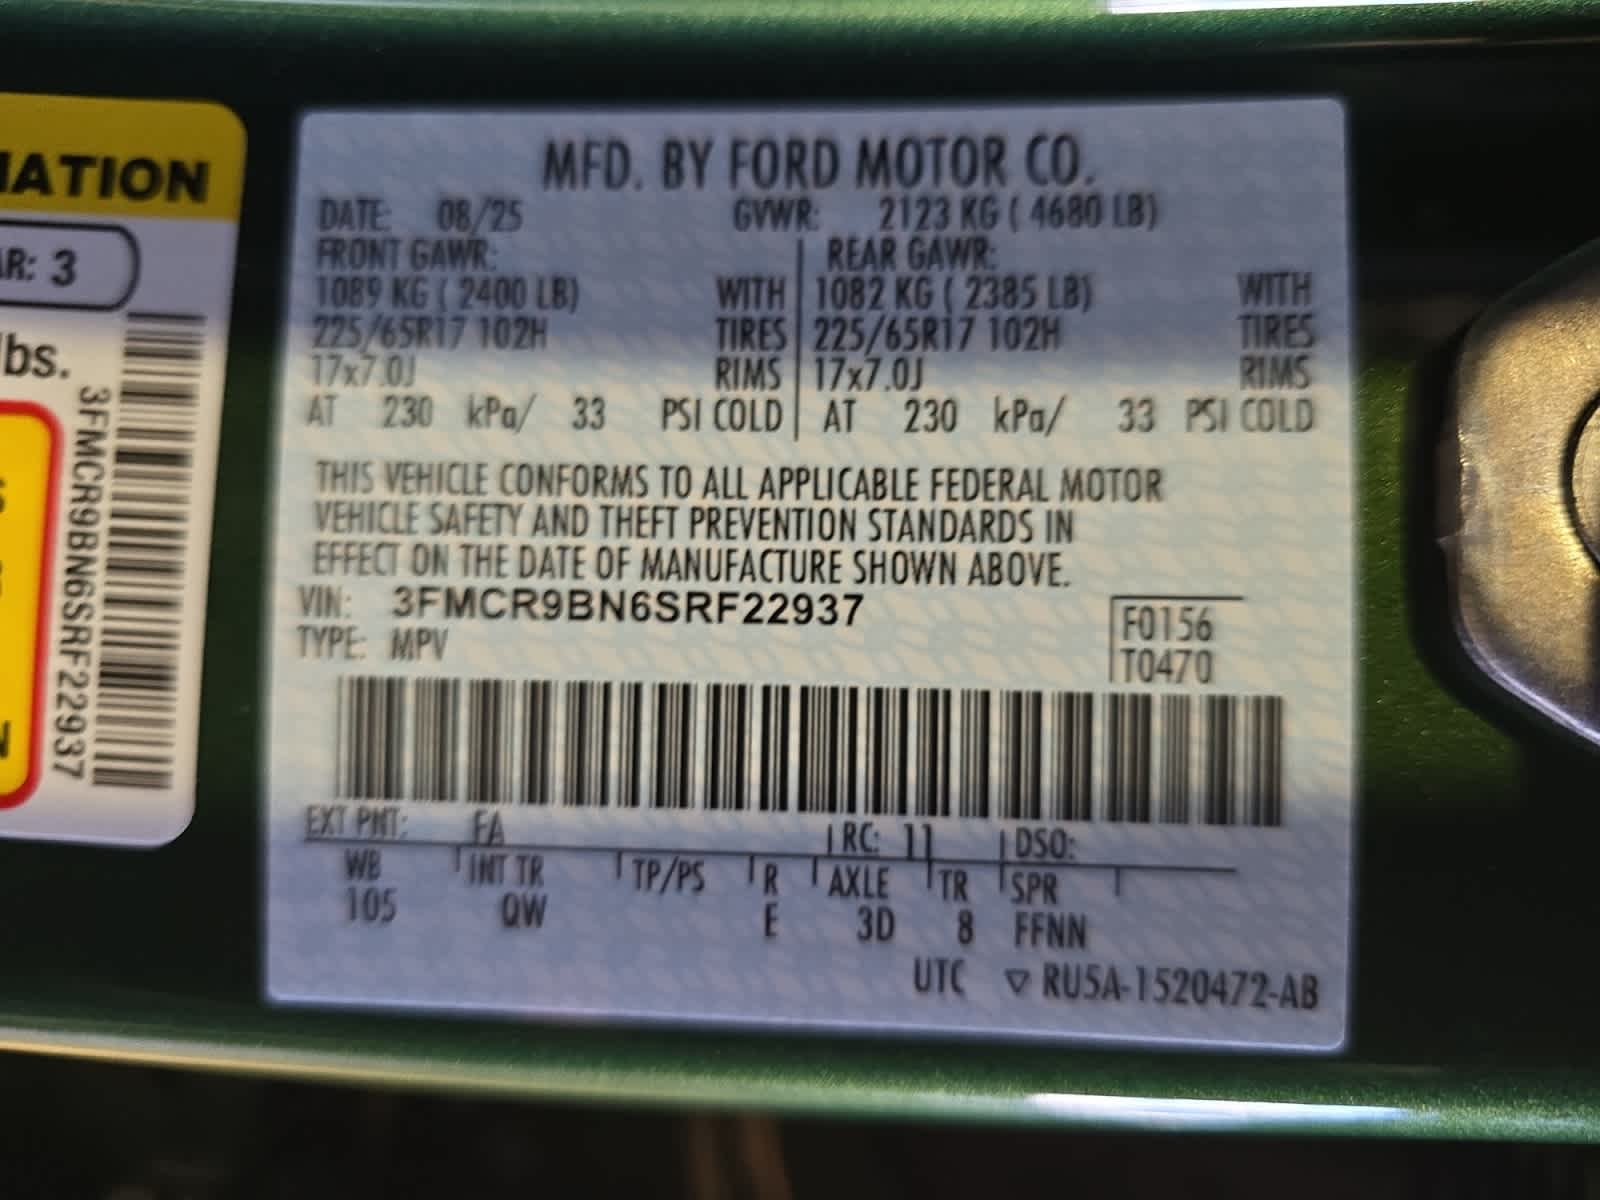 MATION
AR: 3
lbs.
3FMCR9BN6SRF22937
MFD. BY FORD MOTOR CO.
DATE: 08/25 GVWR: 2123 KG ( 4680 LB)
FRONT GAWR: REAR GAWR:
1089 KG ( 2400 LB) WITH 1082 KG ( 2385 LB) WITH
225/65R17 102H TIRES 225/65R17 102H TIRES
17x7.0J RIMS 17x7.0J RIMS
AT 230 kPa/ 33 PSI COLD AT 230 kPa/ 33 PSI COLD
THIS VEHICLE CONFORMS TO ALL APPLICABLE FEDERAL MOTOR
VEHICLE SAFETY AND THEFT PREVENTION STANDARDS IN
EFFECT ON THE DATE OF MANUFACTURE SHOWN ABOVE.
VIN: 3FMCR9BN6SRF22937
TYPE: MPV
F0156
T0470
EXT PNT: FA RC: 11 DSO:
WB INT TR TP/PS R AXLE TR SPR
105 QW E 3D 8 FFNN
UTC ▽ RU5A-1520472-AB